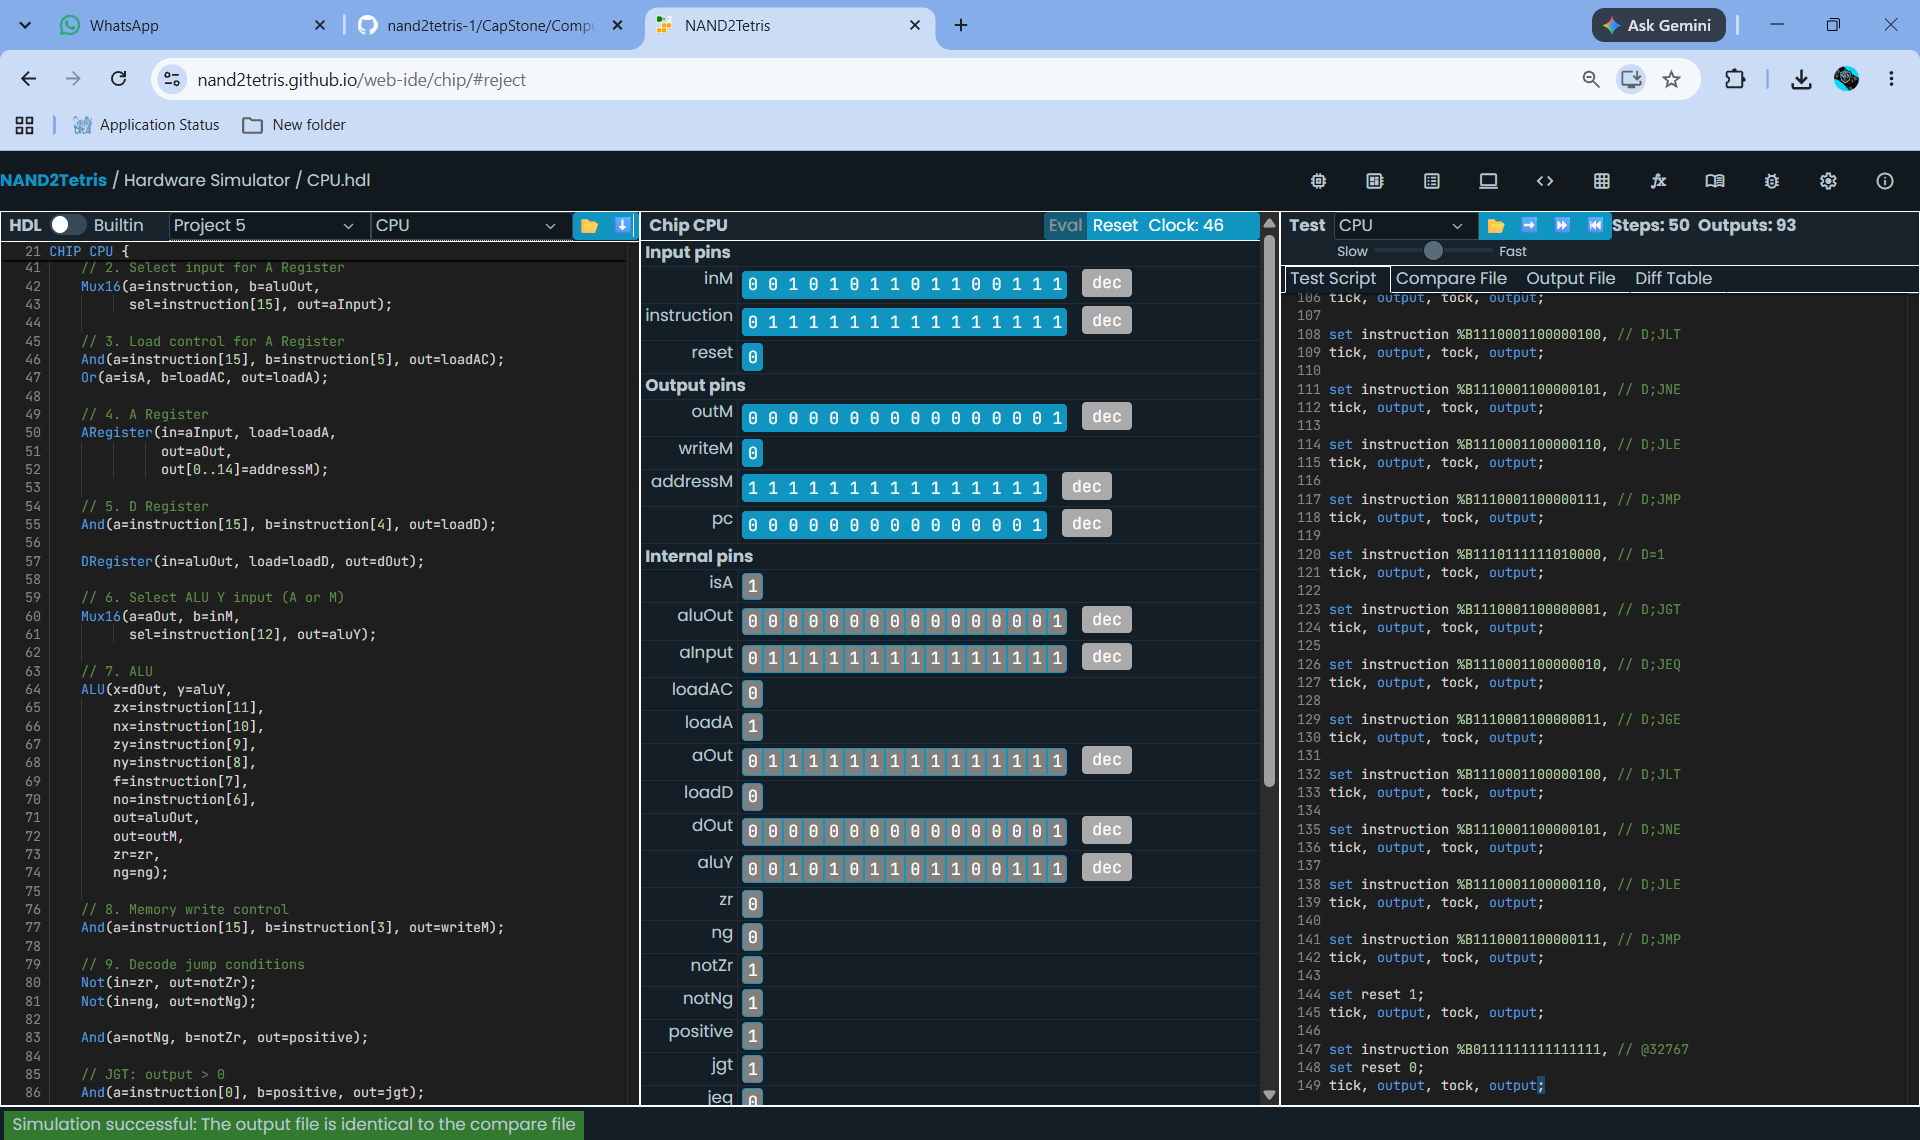 WhatsApp
nand2tetris-1/CapStone/Compu
NAND2Tetris
Ask Gemini
nand2tetris.github.io/web-ide/chip/#reject
Application Status
New folder
NAND2Tetris / Hardware Simulator / CPU.hdl
HDL Builtin Project 5 CPU
21 CHIP CPU {
41 // 2. Select input for A Register
42 Mux16(a=instruction, b=aluOut,
43 sel=instruction[15], out=aInput);
44
45 // 3. Load control for A Register
46 And(a=instruction[15], b=instruction[5], out=loadAC);
47 Or(a=isA, b=loadAC, out=loadA);
48
49 // 4. A Register
50 ARegister(in=aInput, load=loadA,
51 out=aOut,
52 out[0..14]=addressM);
53
54 // 5. D Register
55 And(a=instruction[15], b=instruction[4], out=loadD);
56
57 DRegister(in=aluOut, load=loadD, out=dOut);
58
59 // 6. Select ALU Y input (A or M)
60 Mux16(a=aOut, b=inM,
61 sel=instruction[12], out=aluY);
62
63 // 7. ALU
64 ALU(x=dOut, y=aluY,
65 zx=instruction[11],
66 nx=instruction[10],
67 zy=instruction[9],
68 ny=instruction[8],
69 f=instruction[7],
70 no=instruction[6],
71 out=aluOut,
72 out=outM,
73 zr=zr,
74 ng=ng);
75
76 // 8. Memory write control
77 And(a=instruction[15], b=instruction[3], out=writeM);
78
79 // 9. Decode jump conditions
80 Not(in=zr, out=notZr);
81 Not(in=ng, out=notNg);
82
83 And(a=notNg, b=notZr, out=positive);
84
85 // JGT: output > 0
86 And(a=instruction[0], b=positive, out=jgt);
Chip CPU Eval Reset Clock: 46
Input pins
inM 0 0 1 0 1 0 1 1 0 1 1 0 0 1 1 1 dec
instruction 0 1 1 1 1 1 1 1 1 1 1 1 1 1 1 1 dec
reset 0
Output pins
outM 0 0 0 0 0 0 0 0 0 0 0 0 0 0 0 1 dec
writeM 0
addressM 1 1 1 1 1 1 1 1 1 1 1 1 1 1 1 dec
pc 0 0 0 0 0 0 0 0 0 0 0 0 0 0 1 dec
Internal pins
isA 1
aluOut 0 0 0 0 0 0 0 0 0 0 0 0 0 0 0 1 dec
aInput 0 1 1 1 1 1 1 1 1 1 1 1 1 1 1 1 dec
loadAC 0
loadA 1
aOut 0 1 1 1 1 1 1 1 1 1 1 1 1 1 1 1 dec
loadD 0
dOut 0 0 0 0 0 0 0 0 0 0 0 0 0 0 0 1 dec
aluY 0 0 1 0 1 0 1 1 0 1 1 0 0 1 1 1 dec
zr 0
ng 0
notZr 1
notNg 1
positive 1
jgt 1
jeq 0
Test CPU Steps: 50 Outputs: 93
Slow Fast
Test Script Compare File Output File Diff Table
106 tick, output, tock, output;
107
108 set instruction %B1110001100000100, // D;JLT
109 tick, output, tock, output;
110
111 set instruction %B1110001100000101, // D;JNE
112 tick, output, tock, output;
113
114 set instruction %B1110001100000110, // D;JLE
115 tick, output, tock, output;
116
117 set instruction %B1110001100000111, // D;JMP
118 tick, output, tock, output;
119
120 set instruction %B1110111111010000, // D=1
121 tick, output, tock, output;
122
123 set instruction %B1110001100000001, // D;JGT
124 tick, output, tock, output;
125
126 set instruction %B1110001100000010, // D;JEQ
127 tick, output, tock, output;
128
129 set instruction %B1110001100000011, // D;JGE
130 tick, output, tock, output;
131
132 set instruction %B1110001100000100, // D;JLT
133 tick, output, tock, output;
134
135 set instruction %B1110001100000101, // D;JNE
136 tick, output, tock, output;
137
138 set instruction %B1110001100000110, // D;JLE
139 tick, output, tock, output;
140
141 set instruction %B1110001100000111, // D;JMP
142 tick, output, tock, output;
143
144 set reset 1;
145 tick, output, tock, output;
146
147 set instruction %B0111111111111111, // @32767
148 set reset 0;
149 tick, output, tock, output;
Simulation successful: The output file is identical to the compare file